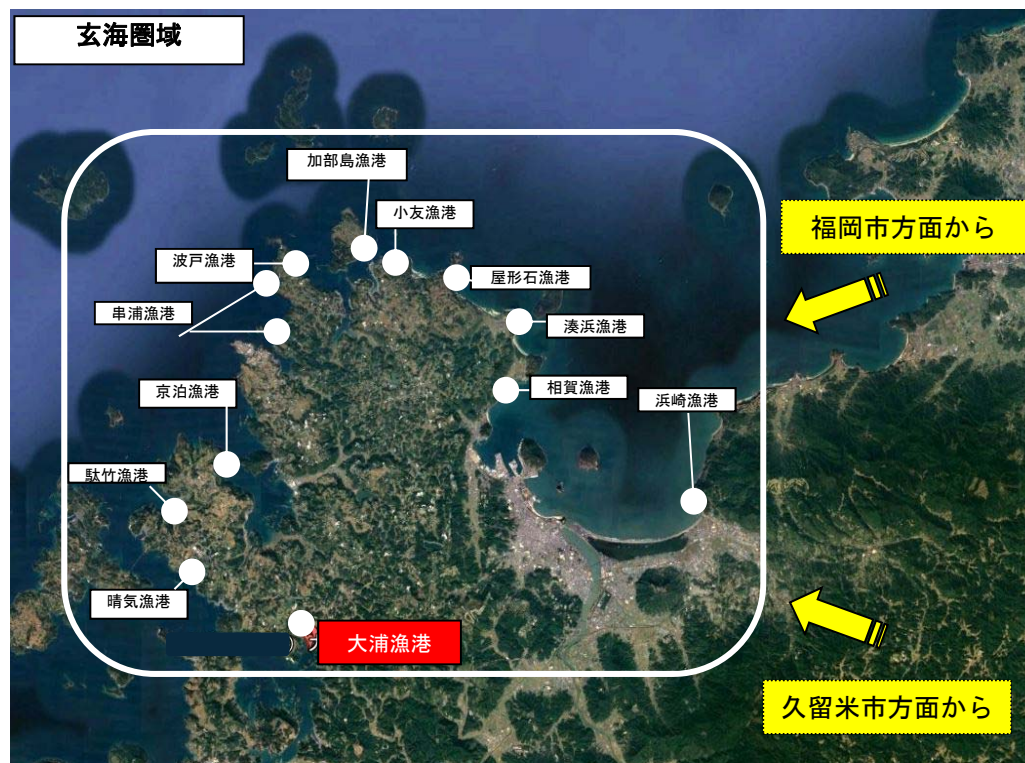 玄海圏域
加部島漁港
小友漁港
福岡市方面から
波戸漁港
屋形石漁港
串浦漁港
湊浜漁港
京泊漁港
相賀漁港
浜崎漁港
駄竹漁港
晴気漁港
大浦漁港
久留米市方面から